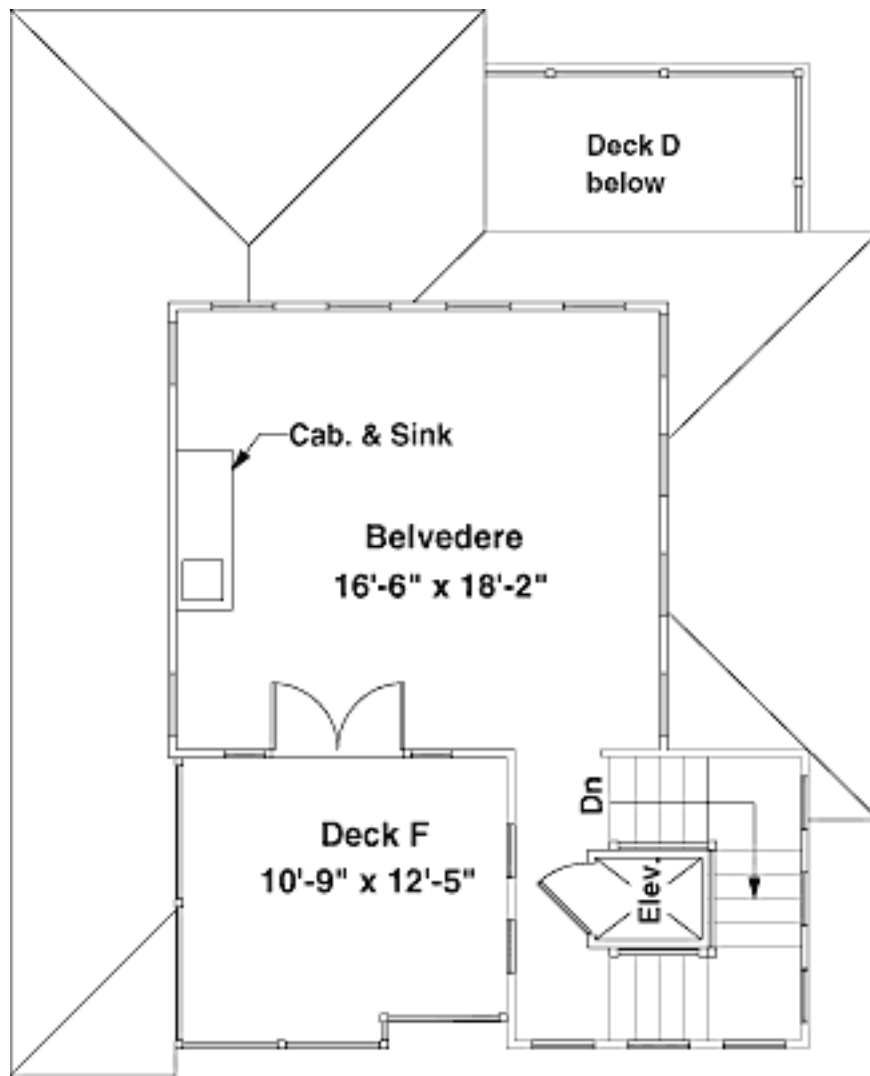 Deck D
below
Cab. & Sink
Belvedere
16'-6" x 18'-2"
Dn
Deck F
10'-9" x 12'-5"
Elev.